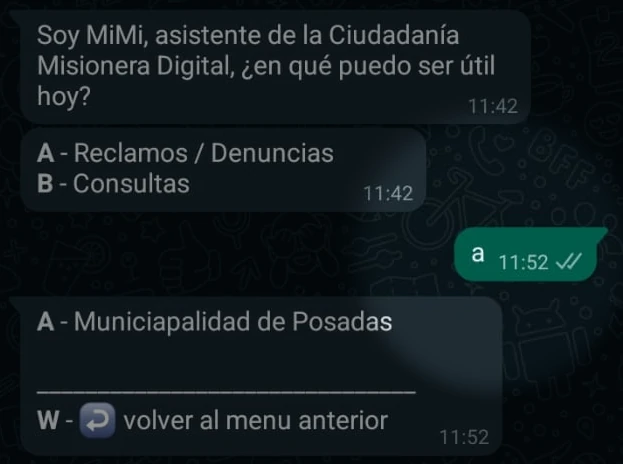 Soy MiMi, asistente de la Ciudadanía
Misionera Digital, ¿en qué puedo ser útil
hoy?
11:42
A - Reclamos / Denuncias
B - Consultas
11:42
a 11:52
A - Municiapalidad de Posadas
W - ↩ volver al menu anterior
11:52